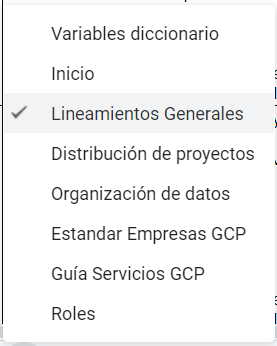 Variables diccionario
Inicio
Lineamientos Generales
Distribución de proyectos
Organización de datos
Estandar Empresas GCP
Guía Servicios GCP
Roles